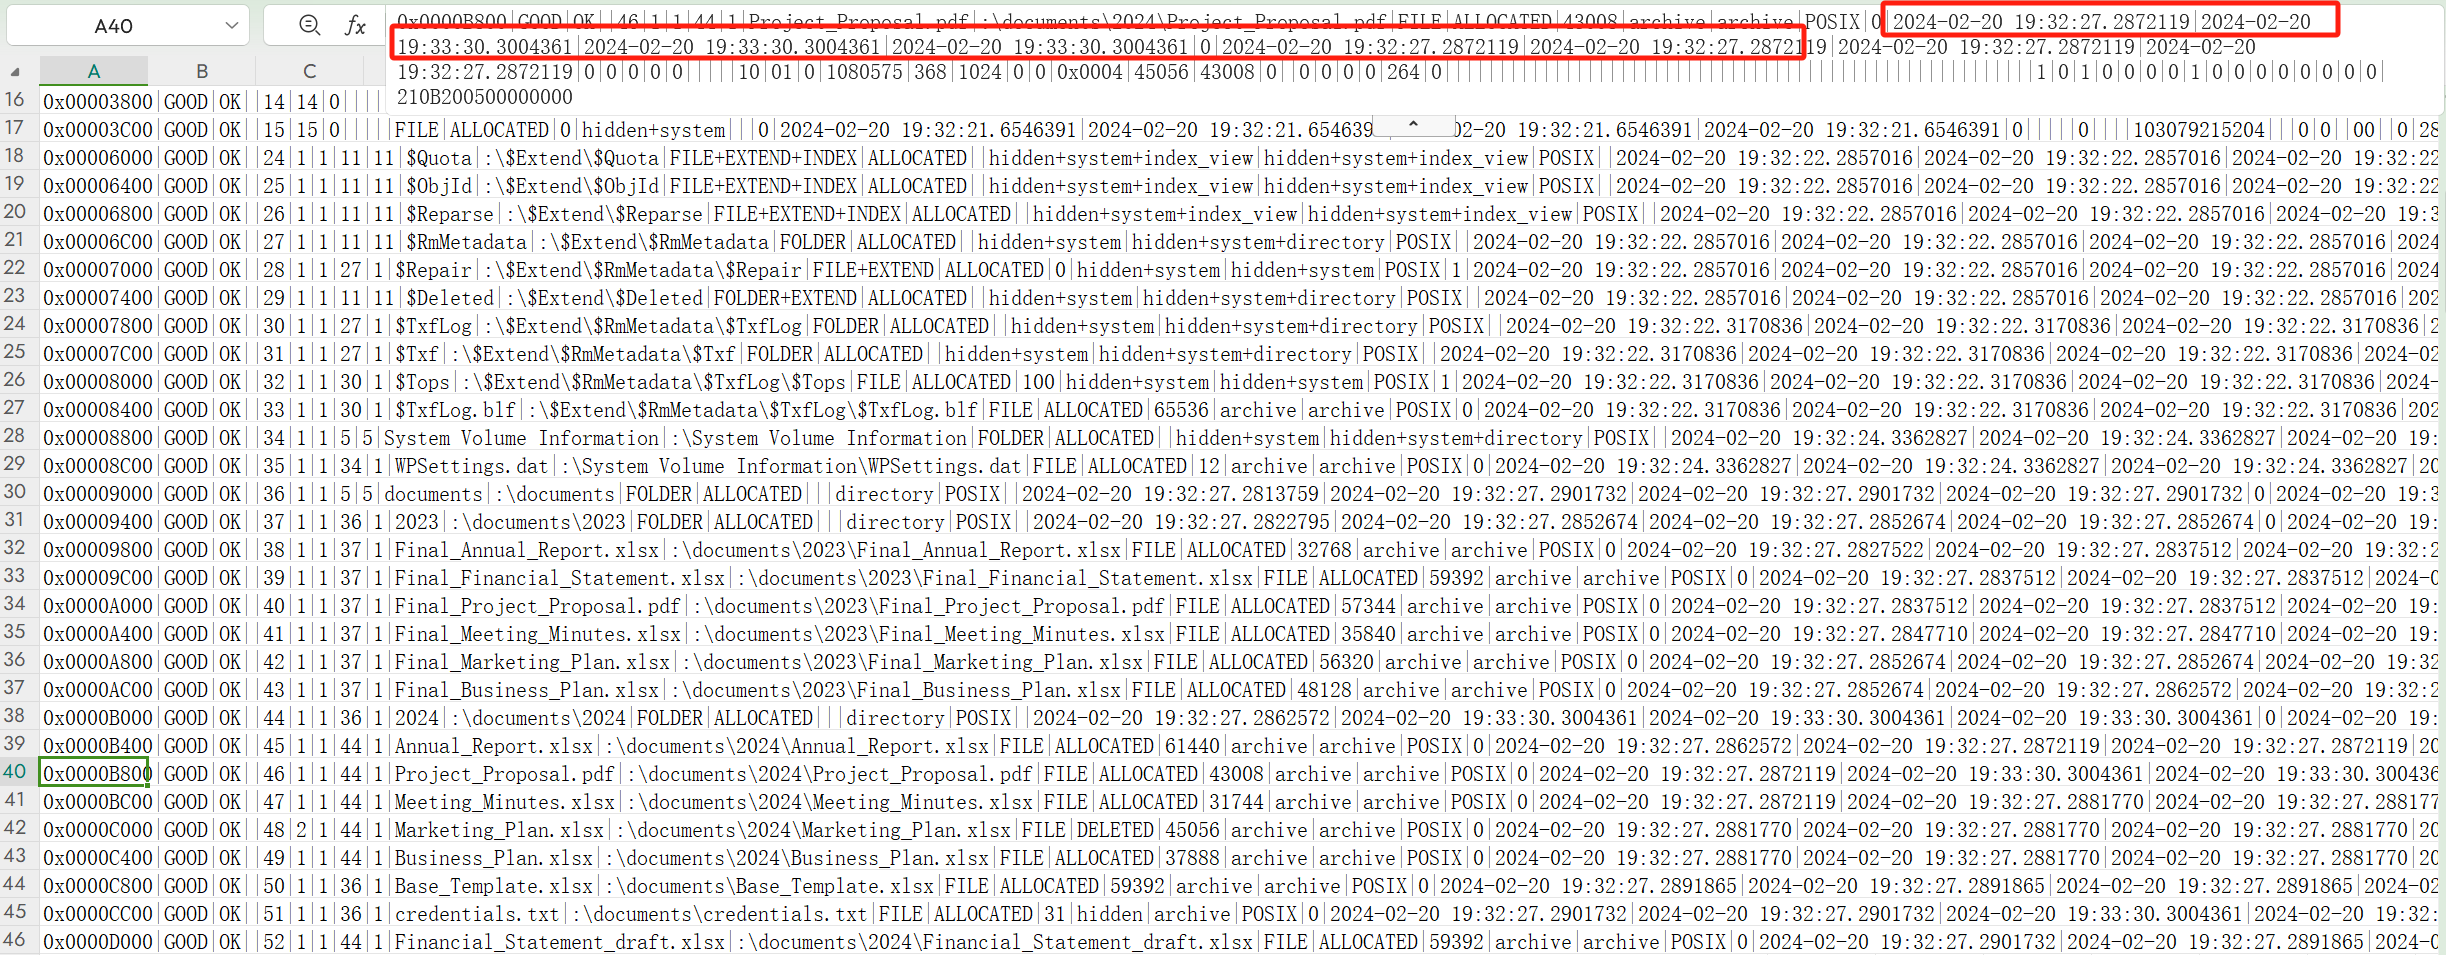 A40
fx
0x0000B800|GOOD|OK||46|1|1|44|1|Project_Proposal.pdf|:\documents\2024\Project_Proposal.pdf|FILE|ALLOCATED|43008|archive|archive|POSIX|0|2024-02-20 19:32:27.2872119|2024-02-20
19:33:30.3004361|2024-02-20 19:33:30.3004361|2024-02-20 19:33:30.3004361|0|2024-02-20 19:32:27.2872119|2024-02-20 19:32:27.2872119|2024-02-20 19:32:27.2872119|2024-02-20
19:32:27.2872119|0|0|0|0|0||||10|01|0|1080575|368|1024|0|0|0x0004|45056|43008|0||0|0|0|0|264|0
1|0|1|0|0|0|0|1|0|0|0|0|0|0|0|0|
210B200500000000
A B C
16 0x00003800|GOOD|OK||14|14|0|||
17 0x00003C00|GOOD|OK||15|15|0||||FILE|ALLOCATED|0|hidden+system|||0|2024-02-20 19:32:21.6546391|2024-02-20 19:32:21.654639 02-20 19:32:21.6546391|2024-02-20 19:32:21.6546391|0|||||0||||103079215204|||0|0||00||0|28
18 0x00006000|GOOD|OK||24|1|1|11|11|$Quota|:\$Extend\$Quota|FILE+EXTEND+INDEX|ALLOCATED||hidden+system+index_view|hidden+system+index_view|POSIX||2024-02-20 19:32:22.2857016|2024-02-20 19:32:22.2857016|2024-02-20 19:32:22
19 0x00006400|GOOD|OK||25|1|1|11|11|$ObjId|:\$Extend\$ObjId|FILE+EXTEND+INDEX|ALLOCATED||hidden+system+index_view|hidden+system+index_view|POSIX||2024-02-20 19:32:22.2857016|2024-02-20 19:32:22.2857016|2024-02-20 19:32:22
20 0x00006800|GOOD|OK||26|1|1|11|11|$Reparse|:\$Extend\$Reparse|FILE+EXTEND+INDEX|ALLOCATED||hidden+system+index_view|hidden+system+index_view|POSIX||2024-02-20 19:32:22.2857016|2024-02-20 19:32:22.2857016|2024-02-20 19:3
21 0x00006C00|GOOD|OK||27|1|1|11|11|$RmMetadata|:\$Extend\$RmMetadata|FOLDER|ALLOCATED||hidden+system|hidden+system+directory|POSIX||2024-02-20 19:32:22.2857016|2024-02-20 19:32:22.2857016|2024-02-20 19:32:22.2857016|2024
22 0x00007000|GOOD|OK||28|1|1|27|1|$Repair|:\$Extend\$RmMetadata\$Repair|FILE+EXTEND|ALLOCATED|0|hidden+system|hidden+system|POSIX|1|2024-02-20 19:32:22.2857016|2024-02-20 19:32:22.2857016|2024-02-20 19:32:22.2857016|2024
23 0x00007400|GOOD|OK||29|1|1|11|11|$Deleted|:\$Extend\$Deleted|FOLDER+EXTEND|ALLOCATED||hidden+system|hidden+system+directory|POSIX||2024-02-20 19:32:22.2857016|2024-02-20 19:32:22.2857016|2024-02-20 19:32:22.2857016|202
24 0x00007800|GOOD|OK||30|1|1|27|1|$TxfLog|:\$Extend\$RmMetadata\$TxfLog|FOLDER|ALLOCATED||hidden+system|hidden+system+directory|POSIX||2024-02-20 19:32:22.3170836|2024-02-20 19:32:22.3170836|2024-02-20 19:32:22.3170836|2
25 0x00007C00|GOOD|OK||31|1|1|27|1|$Txf|:\$Extend\$RmMetadata\$Txf|FOLDER|ALLOCATED||hidden+system|hidden+system+directory|POSIX||2024-02-20 19:32:22.3170836|2024-02-20 19:32:22.3170836|2024-02-20 19:32:22.3170836|2024-02
26 0x00008000|GOOD|OK||32|1|1|30|1|$Tops|:\$Extend\$RmMetadata\$TxfLog\$Tops|FILE|ALLOCATED|100|hidden+system|hidden+system|POSIX|1|2024-02-20 19:32:22.3170836|2024-02-20 19:32:22.3170836|2024-02-20 19:32:22.3170836|2024-
27 0x00008400|GOOD|OK||33|1|1|30|1|$TxfLog.blf|:\$Extend\$RmMetadata\$TxfLog\$TxfLog.blf|FILE|ALLOCATED|65536|archive|archive|POSIX|0|2024-02-20 19:32:22.3170836|2024-02-20 19:32:22.3170836|2024-02-20 19:32:22.3170836|202
28 0x00008800|GOOD|OK||34|1|1|5|5|System Volume Information|:\System Volume Information|FOLDER|ALLOCATED||hidden+system|hidden+system+directory|POSIX||2024-02-20 19:32:24.3362827|2024-02-20 19:32:24.3362827|2024-02-20 19:
29 0x00008C00|GOOD|OK||35|1|1|34|1|WPSettings.dat|:\System Volume Information\WPSettings.dat|FILE|ALLOCATED|12|archive|archive|POSIX|0|2024-02-20 19:32:24.3362827|2024-02-20 19:32:24.3362827|2024-02-20 19:32:24.3362827|20
30 0x00009000|GOOD|OK||36|1|1|5|5|documents|:\documents|FOLDER|ALLOCATED|||directory|POSIX||2024-02-20 19:32:27.2813759|2024-02-20 19:32:27.2901732|2024-02-20 19:32:27.2901732|2024-02-20 19:32:27.2901732|0|2024-02-20 19:3
31 0x00009400|GOOD|OK||37|1|1|36|1|2023|:\documents\2023|FOLDER|ALLOCATED|||directory|POSIX||2024-02-20 19:32:27.2822795|2024-02-20 19:32:27.2852674|2024-02-20 19:32:27.2852674|2024-02-20 19:32:27.2852674|0|2024-02-20 19:
32 0x00009800|GOOD|OK||38|1|1|37|1|Final_Annual_Report.xlsx|:\documents\2023\Final_Annual_Report.xlsx|FILE|ALLOCATED|32768|archive|archive|POSIX|0|2024-02-20 19:32:27.2827522|2024-02-20 19:32:27.2837512|2024-02-20 19:32:2
33 0x00009C00|GOOD|OK||39|1|1|37|1|Final_Financial_Statement.xlsx|:\documents\2023\Final_Financial_Statement.xlsx|FILE|ALLOCATED|59392|archive|archive|POSIX|0|2024-02-20 19:32:27.2837512|2024-02-20 19:32:27.2837512|2024-0
34 0x0000A000|GOOD|OK||40|1|1|37|1|Final_Project_Proposal.pdf|:\documents\2023\Final_Project_Proposal.pdf|FILE|ALLOCATED|57344|archive|archive|POSIX|0|2024-02-20 19:32:27.2837512|2024-02-20 19:32:27.2837512|2024-02-20 19:
35 0x0000A400|GOOD|OK||41|1|1|37|1|Final_Meeting_Minutes.xlsx|:\documents\2023\Final_Meeting_Minutes.xlsx|FILE|ALLOCATED|35840|archive|archive|POSIX|0|2024-02-20 19:32:27.2847710|2024-02-20 19:32:27.2847710|2024-02-20 19:
36 0x0000A800|GOOD|OK||42|1|1|37|1|Final_Marketing_Plan.xlsx|:\documents\2023\Final_Marketing_Plan.xlsx|FILE|ALLOCATED|56320|archive|archive|POSIX|0|2024-02-20 19:32:27.2852674|2024-02-20 19:32:27.2852674|2024-02-20 19:32
37 0x0000AC00|GOOD|OK||43|1|1|37|1|Final_Business_Plan.xlsx|:\documents\2023\Final_Business_Plan.xlsx|FILE|ALLOCATED|48128|archive|archive|POSIX|0|2024-02-20 19:32:27.2852674|2024-02-20 19:32:27.2862572|2024-02-20 19:32:2
38 0x0000B000|GOOD|OK||44|1|1|36|1|2024|:\documents\2024|FOLDER|ALLOCATED|||directory|POSIX||2024-02-20 19:32:27.2862572|2024-02-20 19:33:30.3004361|2024-02-20 19:33:30.3004361|2024-02-20 19:33:30.3004361|0|2024-02-20 19:
39 0x0000B400|GOOD|OK||45|1|1|44|1|Annual_Report.xlsx|:\documents\2024\Annual_Report.xlsx|FILE|ALLOCATED|61440|archive|archive|POSIX|0|2024-02-20 19:32:27.2862572|2024-02-20 19:32:27.2872119|2024-02-20 19:32:27.2872119|20
40 0x0000B800|GOOD|OK||46|1|1|44|1|Project_Proposal.pdf|:\documents\2024\Project_Proposal.pdf|FILE|ALLOCATED|43008|archive|archive|POSIX|0|2024-02-20 19:32:27.2872119|2024-02-20 19:33:30.3004361|2024-02-20 19:33:30.300436
41 0x0000BC00|GOOD|OK||47|1|1|44|1|Meeting_Minutes.xlsx|:\documents\2024\Meeting_Minutes.xlsx|FILE|ALLOCATED|31744|archive|archive|POSIX|0|2024-02-20 19:32:27.2872119|2024-02-20 19:32:27.2881770|2024-02-20 19:32:27.288177
42 0x0000C000|GOOD|OK||48|2|1|44|1|Marketing_Plan.xlsx|:\documents\2024\Marketing_Plan.xlsx|FILE|DELETED|45056|archive|archive|POSIX|0|2024-02-20 19:32:27.2881770|2024-02-20 19:32:27.2881770|2024-02-20 19:32:27.2881770|20
43 0x0000C400|GOOD|OK||49|1|1|44|1|Business_Plan.xlsx|:\documents\2024\Business_Plan.xlsx|FILE|ALLOCATED|37888|archive|archive|POSIX|0|2024-02-20 19:32:27.2881770|2024-02-20 19:32:27.2881770|2024-02-20 19:32:27.2881770|20
44 0x0000C800|GOOD|OK||50|1|1|36|1|Base_Template.xlsx|:\documents\Base_Template.xlsx|FILE|ALLOCATED|59392|archive|archive|POSIX|0|2024-02-20 19:32:27.2891865|2024-02-20 19:32:27.2891865|2024-02-20 19:32:27.2891865|2024-02
45 0x0000CC00|GOOD|OK||51|1|1|36|1|credentials.txt|:\documents\credentials.txt|FILE|ALLOCATED|31|hidden|archive|POSIX|0|2024-02-20 19:32:27.2901732|2024-02-20 19:33:30.3004361|2024-02-20 19:33:30.3004361|2024-02-20 19:32
46 0x0000D000|GOOD|OK||52|1|1|44|1|Financial_Statement_draft.xlsx|:\documents\2024\Financial_Statement_draft.xlsx|FILE|ALLOCATED|59392|archive|archive|POSIX|0|2024-02-20 19:32:27.2901732|2024-02-20 19:32:27.2891865|2024-0